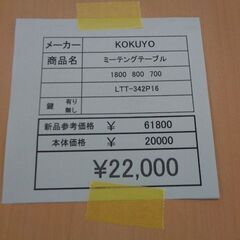 メーカー KOKUYO
商品名 ミーテングテーブル
1800 800 700
LTT-342P16
鍵 有り 無し
新品参考価格 ¥ 61800
本体価格 ¥ 20000
¥22,000